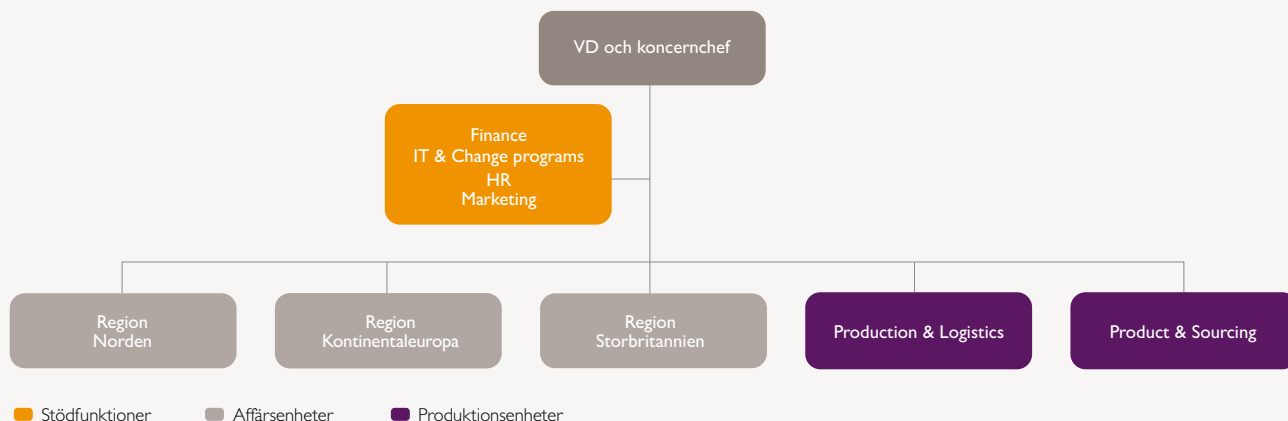 VD och koncernchef
Finance
IT & Change programs
HR
Marketing
Region
Norden
Region
Kontinentaleuropa
Region
Storbritannien
Production & Logistics
Product & Sourcing
Stödfunktioner
Affärsenheter
Produktionsenheter